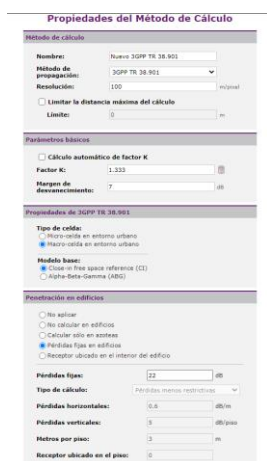 Propiedades del Método de Cálculo
Método de cálculo
Nombre: Nuevo 3GPP TR 38.901
Método de
propagación: 3GPP TR 38.901
Resolución: 100 m/pixel
Limitar la distancia máxima del cálculo
Límite: 0 m
Parámetros básicos
Cálculo automático de factor K
Factor K: 1.333
Margen de
desvanecimiento: 7 dB
Propiedades de 3GPP TR 38.901
Tipo de celda:
Micro-celda en entorno urbano
Macro-celda en entorno urbano
Modelo base:
Close-in free space reference (CI)
Alpha-Beta-Gamma (ABG)
Penetración en edificios
No aplicar
No calcular en edificios
Calcular sólo en azoteas
Pérdidas fijas en edificios
Receptor ubicado en el interior del edificio
Pérdidas fijas: 22 dB
Tipo de cálculo: Pérdidas menos restrictivas
Pérdidas horizontales: 0.6 dB/m
Pérdidas verticales: 5 dB/piso
Metros por piso: 3 m
Receptor ubicado en el piso: 0